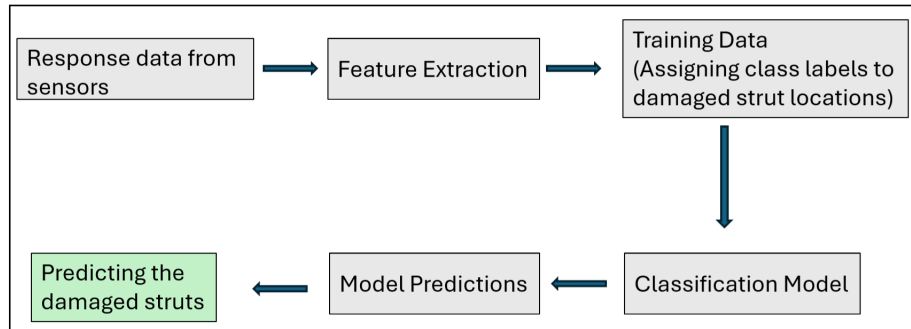 Response data from
sensors
Feature Extraction
Training Data
(Assigning class labels to
damaged strut locations)
Classification Model
Model Predictions
Predicting the
damaged struts